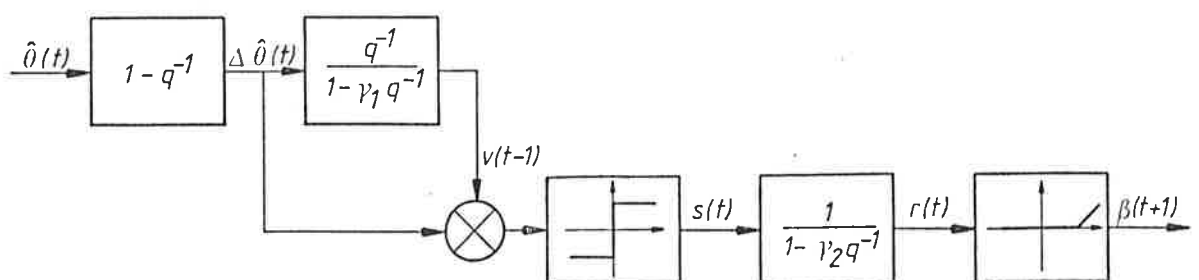 θ̂(t)
1 - q⁻¹
Δ θ̂(t)
q⁻¹
1 - γ₁ q⁻¹
v(t-1)
s(t)
1
1 - γ₂ q⁻¹
r(t)
β(t+1)